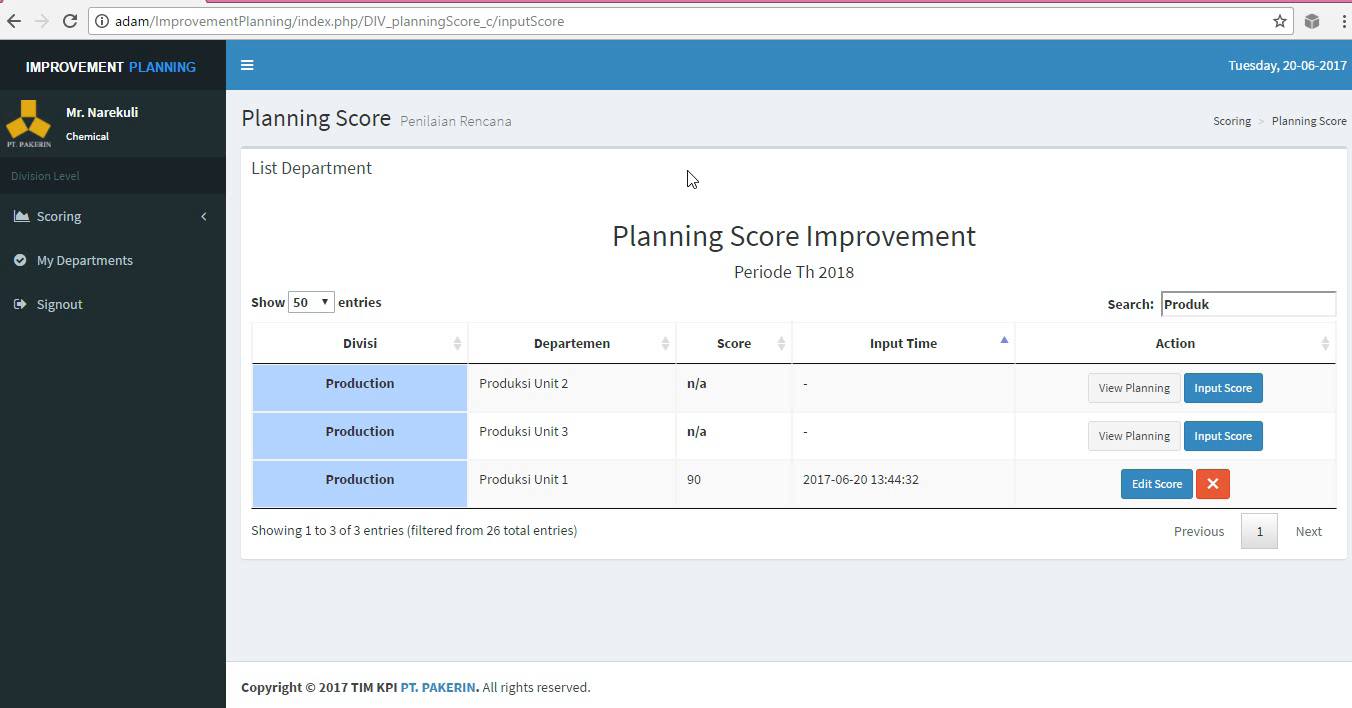 adam/ImprovementPlanning/index.php/DIV_planningScore_c/inputScore
IMPROVEMENT PLANNING
Tuesday, 20-06-2017
PT. PAKERIN
Mr. Narekuli
Chemical
Division Level
Scoring
My Departments
Signout
Planning Score Penilaian Rencana
Scoring > Planning Score
List Department
Planning Score Improvement
Periode Th 2018
Show 50 entries
Search: Produk
Divisi Departemen Score Input Time Action
Production Produksi Unit 2 n/a - View Planning Input Score
Production Produksi Unit 3 n/a - View Planning Input Score
Production Produksi Unit 1 90 2017-06-20 13:44:32 Edit Score
Showing 1 to 3 of 3 entries (filtered from 26 total entries)
Previous 1 Next
Copyright © 2017 TIM KPI PT. PAKERIN. All rights reserved.